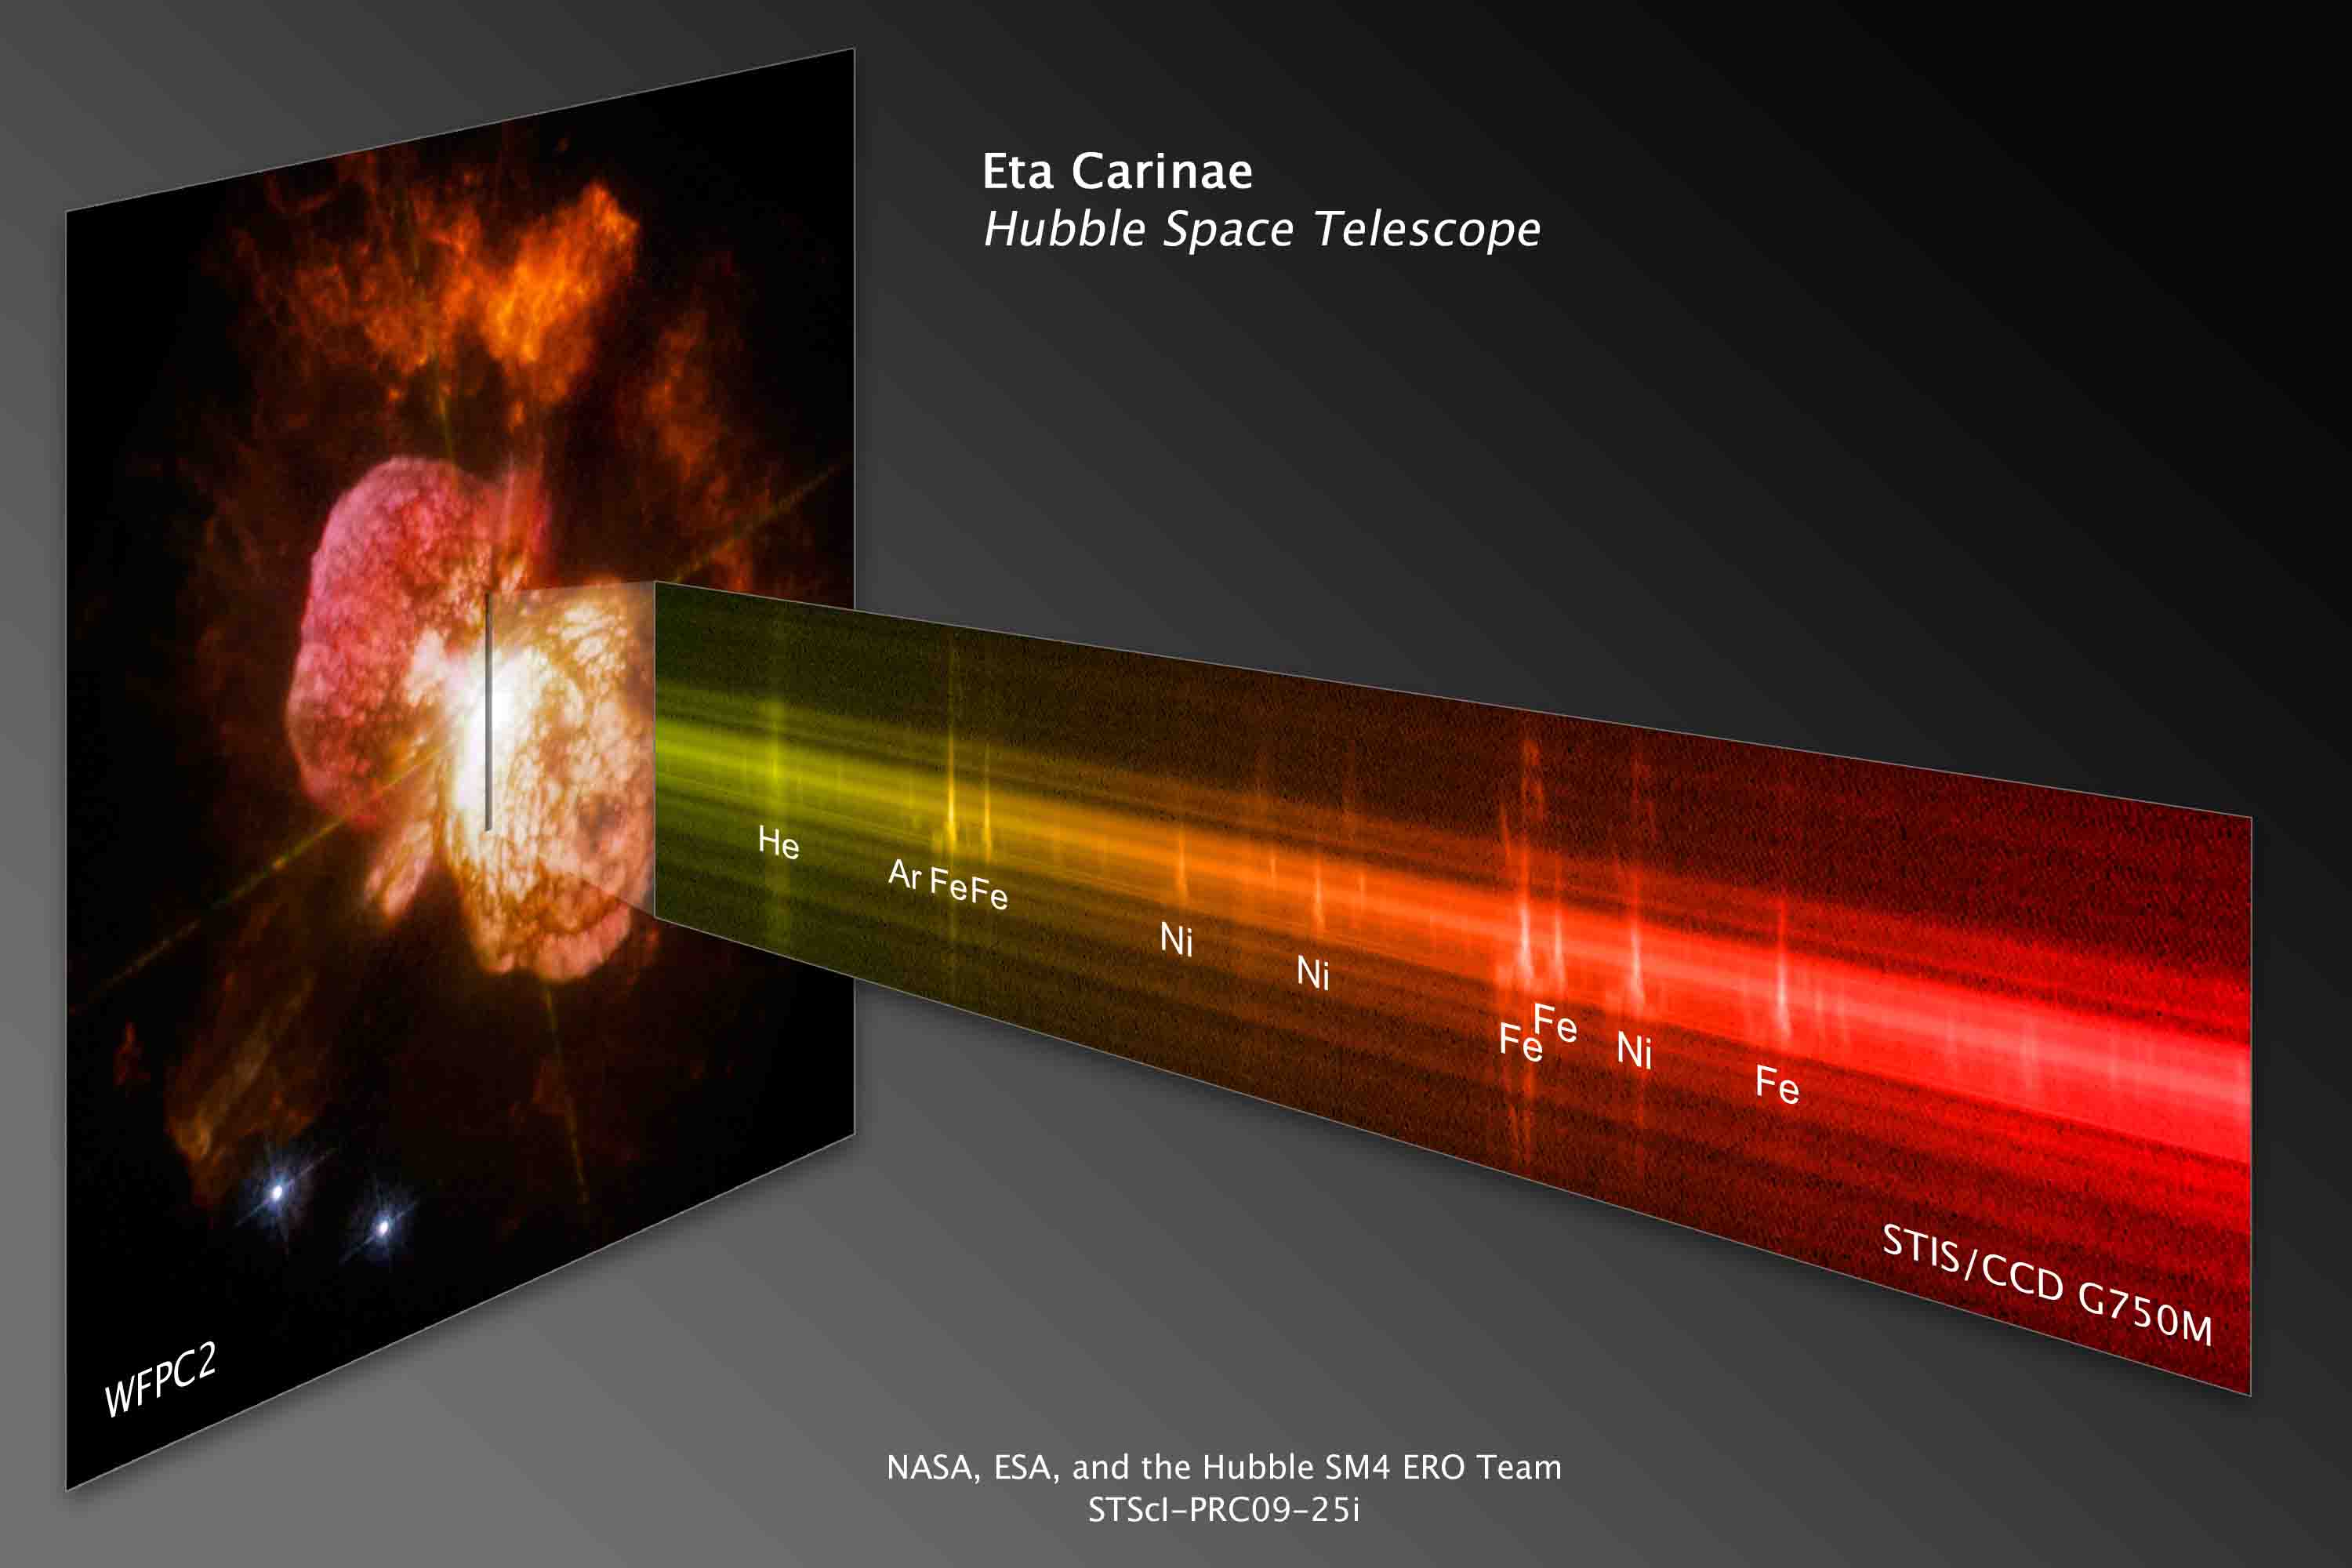 Eta Carinae
Hubble Space Telescope
He
Ar FeFe
Ni
Ni
Fe
Fe
Ni
Fe
STIS/CCD G750M
WFPC2
NASA, ESA, and the Hubble SM4 ERO Team
STScI-PRC09-25i